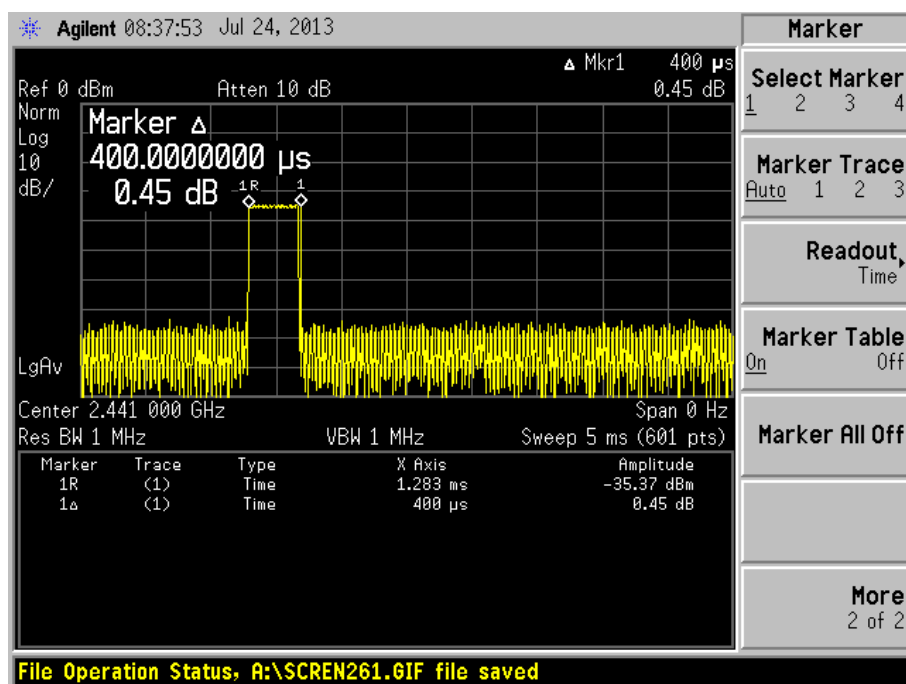 Agilent 08:37:53 Jul 24, 2013
Marker
Δ Mkr1 400 µs
Ref 0 dBm Atten 10 dB 0.45 dB
Norm
Log
10
dB/
Marker Δ
400.0000000 µs
0.45 dB
1R 1
LgAv
Center 2.441 000 GHz Span 0 Hz
Res BW 1 MHz VBW 1 MHz Sweep 5 ms (601 pts)
Marker Trace Type X Axis Amplitude
1R (1) Time 1.283 ms -35.37 dBm
1Δ (1) Time 400 µs 0.45 dB
Select Marker
1 2 3 4
Marker Trace
Auto 1 2 3
Readout
Time
Marker Table
On Off
Marker All Off
More
2 of 2
File Operation Status, A:\SCREN261.GIF file saved